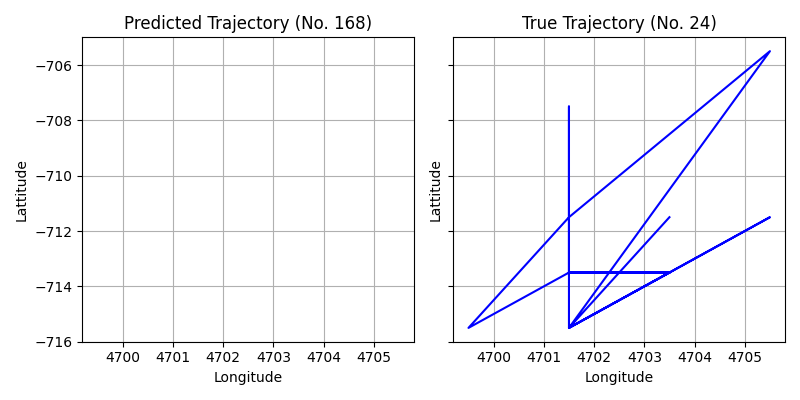 Predicted Trajectory (No. 168)
True Trajectory (No. 24)
−706
−708
−710
−712
−714
−716
Lattitude
Lattitude
4700 4701 4702 4703 4704 4705
4700 4701 4702 4703 4704 4705
Longitude
Longitude